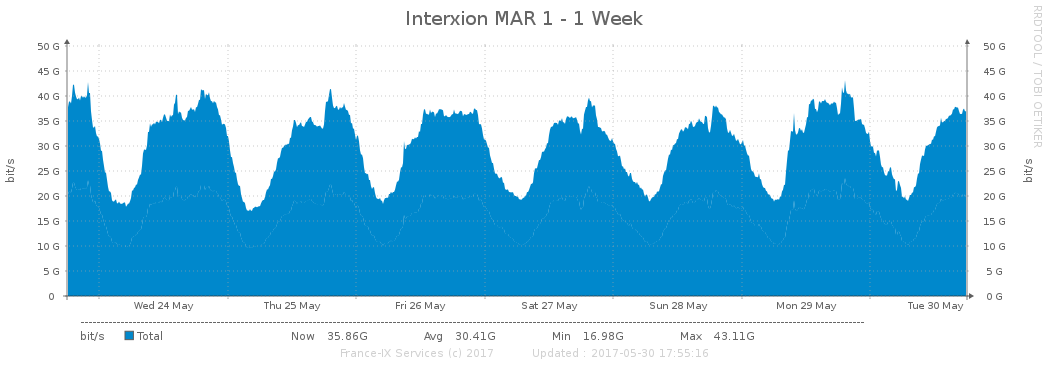 Interxion MAR 1 - 1 Week
RRDTOOL / TOBI OETIKER
bit/s
50 G 50 G
45 G 45 G
40 G 40 G
35 G 35 G
30 G 30 G
25 G 25 G
20 G 20 G
15 G 15 G
10 G 10 G
5 G 5 G
0 0 G
bit/s
Wed 24 May Thu 25 May Fri 26 May Sat 27 May Sun 28 May Mon 29 May Tue 30 May
bit/s Total Now 35.86G Avg 30.41G Min 16.98G Max 43.11G
France-IX Services (c) 2017 Updated : 2017-05-30 17:55:16